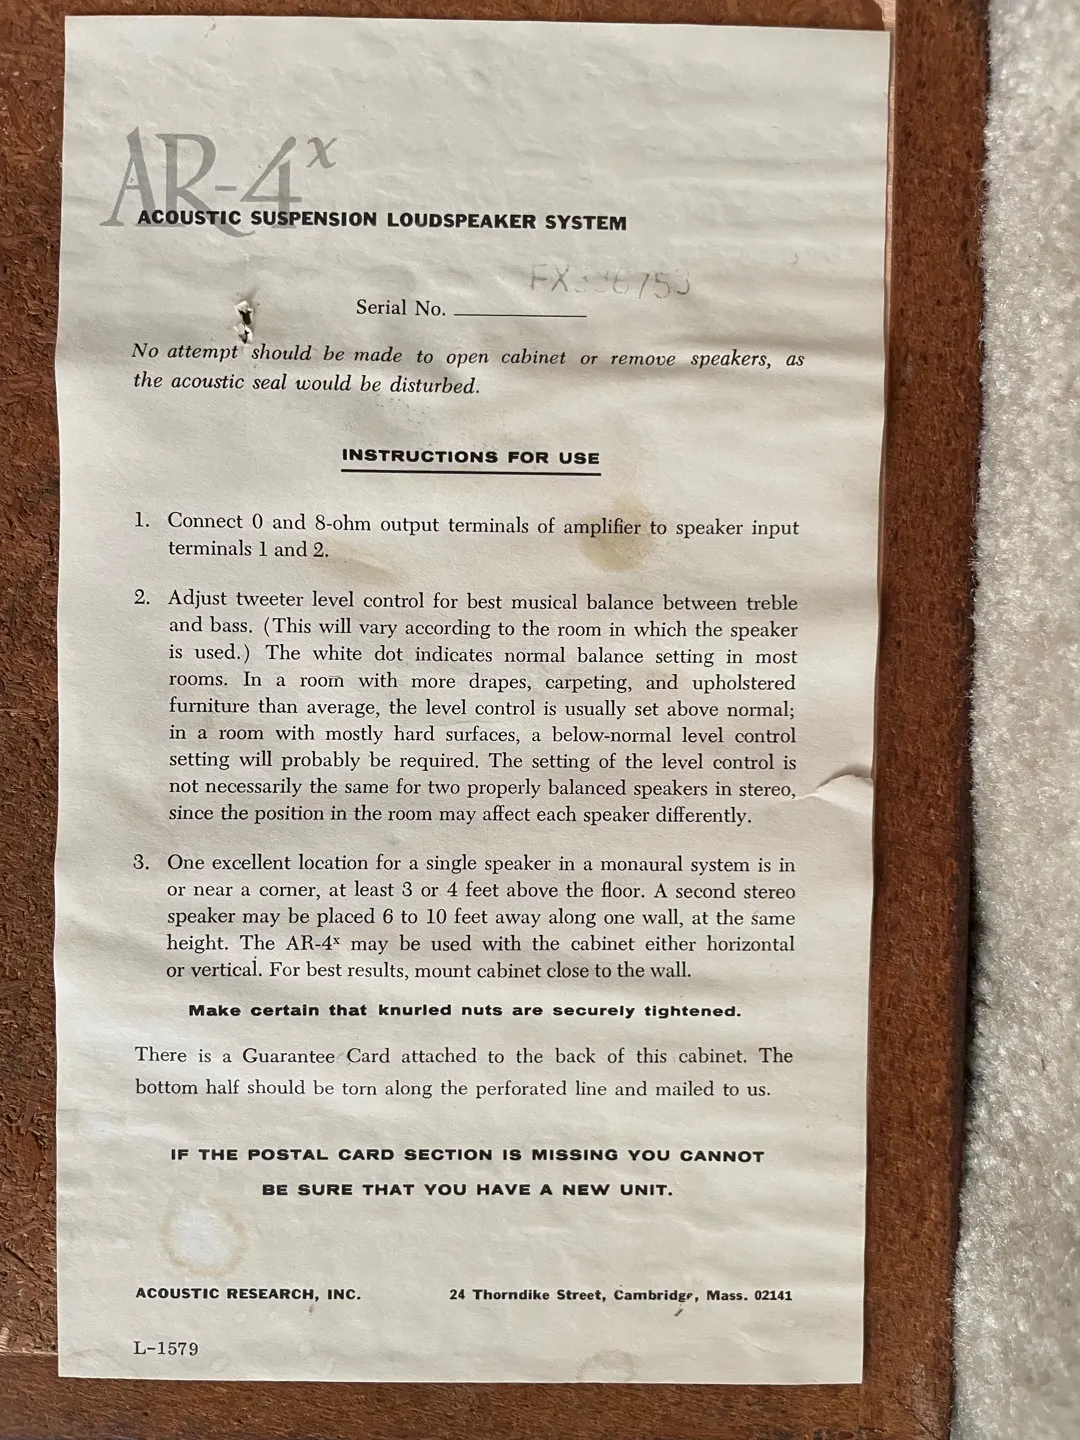 AR-4x
ACOUSTIC SUSPENSION LOUDSPEAKER SYSTEM
Serial No.
No attempt should be made to open cabinet or remove speakers, as
the acoustic seal would be disturbed.
INSTRUCTIONS FOR USE
1. Connect 0 and 8-ohm output terminals of amplifier to speaker input
terminals 1 and 2.
2. Adjust tweeter level control for best musical balance between treble
and bass. (This will vary according to the room in which the speaker
is used.) The white dot indicates normal balance setting in most
rooms. In a room with more drapes, carpeting, and upholstered
furniture than average, the level control is usually set above normal;
in a room with mostly hard surfaces, a below-normal level control
setting will probably be required. The setting of the level control is
not necessarily the same for two properly balanced speakers in stereo,
since the position in the room may affect each speaker differently.
3. One excellent location for a single speaker in a monaural system is in
or near a corner, at least 3 or 4 feet above the floor. A second stereo
speaker may be placed 6 to 10 feet away along one wall, at the same
height. The AR-4x may be used with the cabinet either horizontal
or vertical. For best results, mount cabinet close to the wall.
Make certain that knurled nuts are securely tightened.
There is a Guarantee Card attached to the back of this cabinet. The
bottom half should be torn along the perforated line and mailed to us.
IF THE POSTAL CARD SECTION IS MISSING YOU CANNOT
BE SURE THAT YOU HAVE A NEW UNIT.
ACOUSTIC RESEARCH, INC. 24 Thorndike Street, Cambridge, Mass. 02141
L-1579